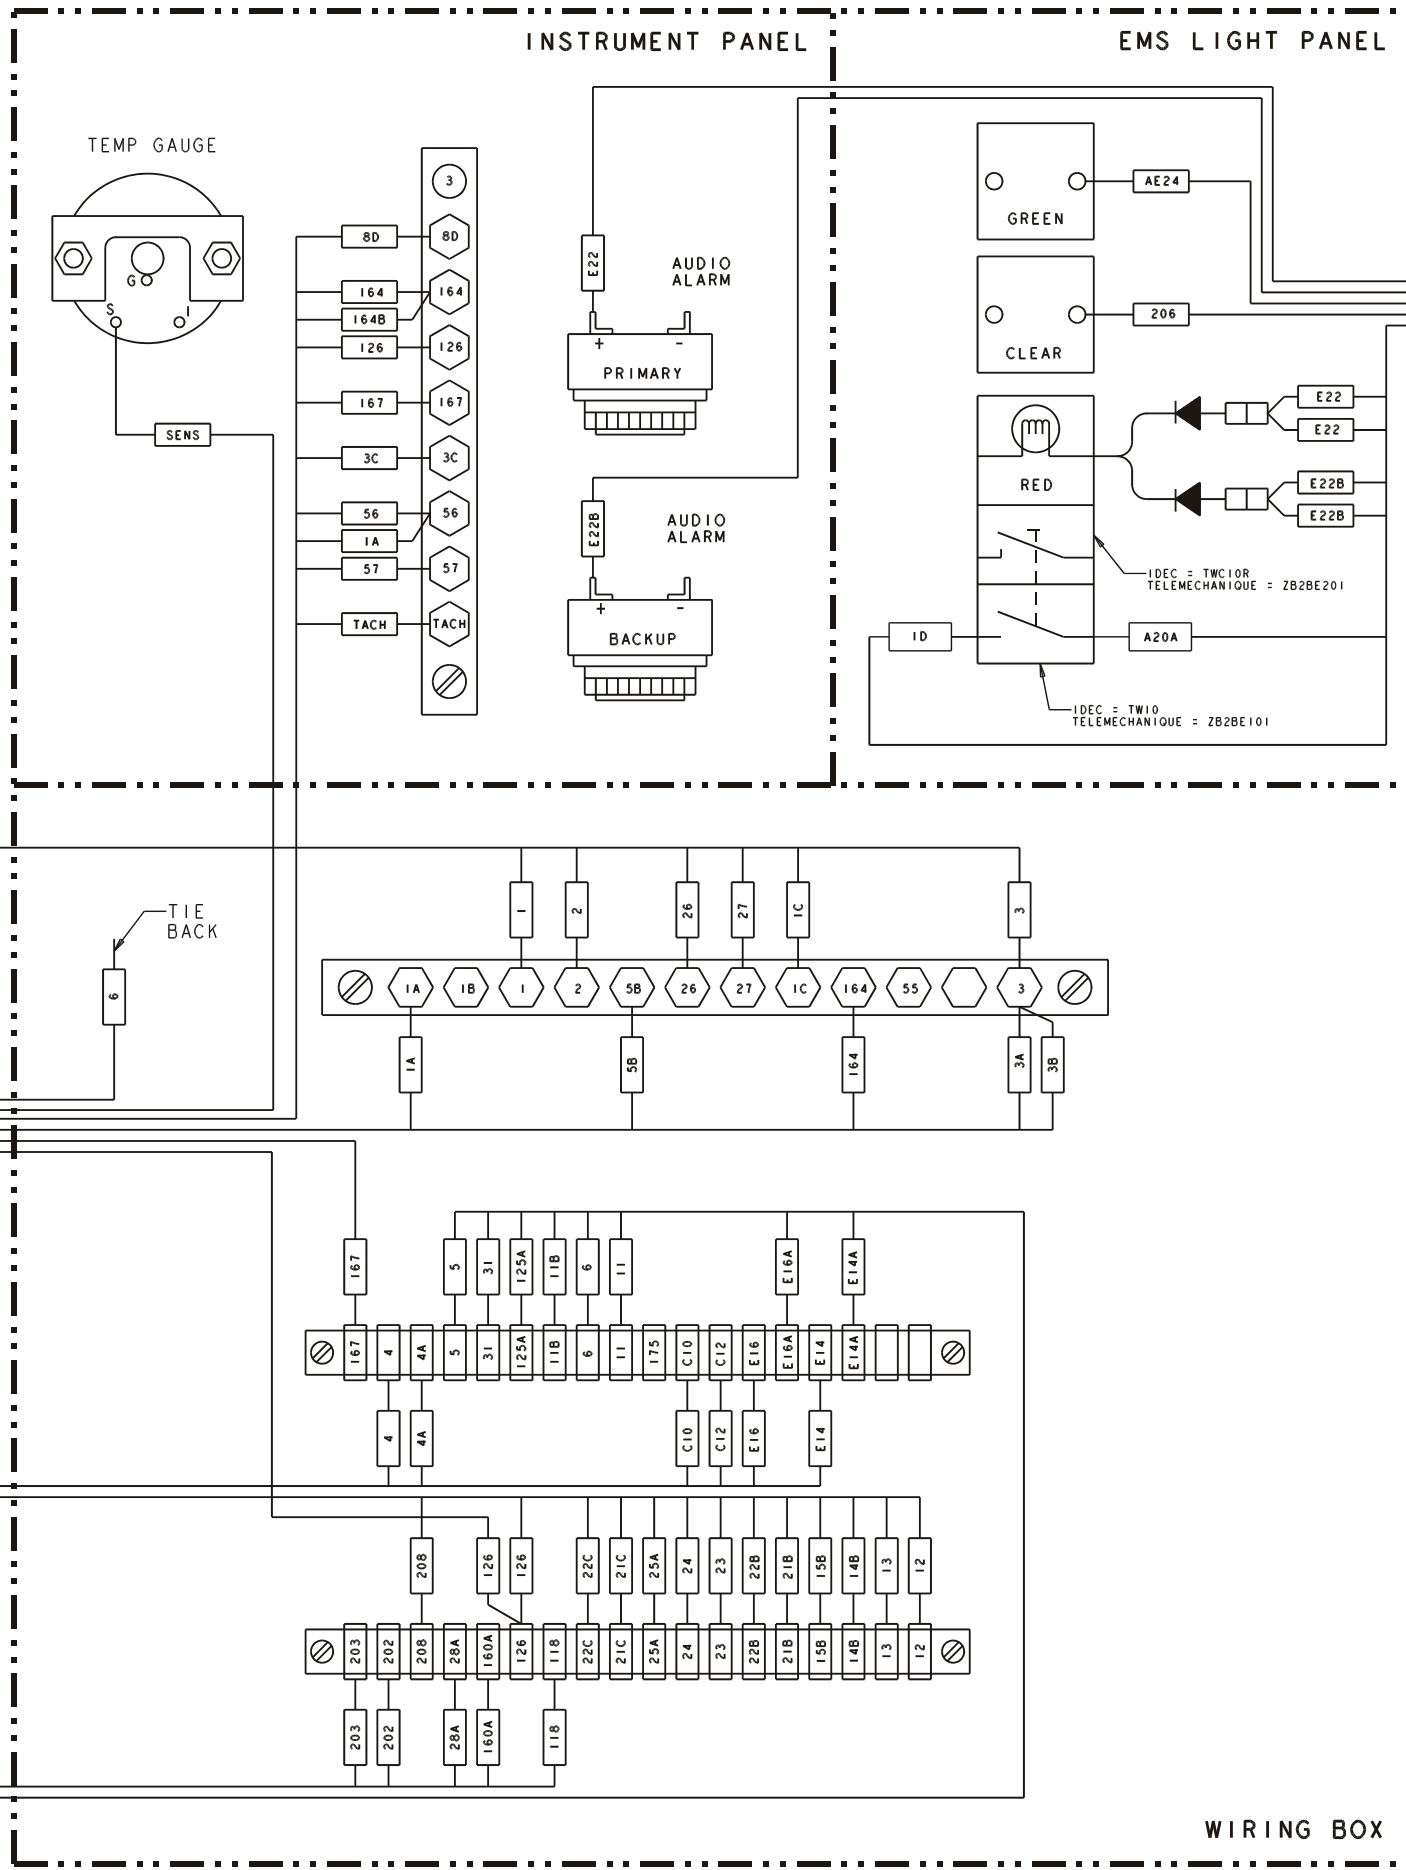 INSTRUMENT PANEL
EMS LIGHT PANEL
TEMP GAUGE
G
S
I
SENS
3
8D 8D
164 164
164B
126 126
167 167
3C 3C
56 56
1A
57 57
TACH TACH
E22
AUDIO
ALARM
+ -
PRIMARY
E22B
AUDIO
ALARM
+ -
BACKUP
GREEN
AE24
CLEAR
206
RED
E22
E22
E22B
E22B
IDEC = TWC10R
TELEMECHANIQUE = ZB2BE201
1D
A20A
IDEC = TW10
TELEMECHANIQUE = ZB2BE101
TIE
BACK
6
1 2 26 27 1C 3
1A 1B 1 2 5B 26 27 1C 164 55 3
1A 5B 164 3A 3B
167 5 31 125A 11B 6 11 E16A E14A
167 4 4A 5 31 125A 11B 6 11 175 C10 C12 E16 E16A E14 E14A
4 4A C10 C12 E16 E14
208 126 126 22C 21C 25A 24 23 22B 21B 15B 14B 13 12
203 202 208 28A 160A 126 118 22C 21C 25A 24 23 22B 21B 15B 14B 13 12
203 202 28A 160A 118
WIRING BOX